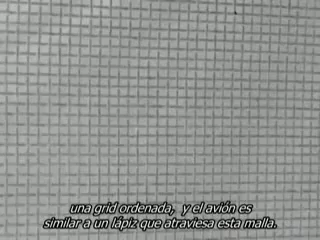 una grid ordenada, y el avión es
similar a un lápiz que atraviesa esta malla.